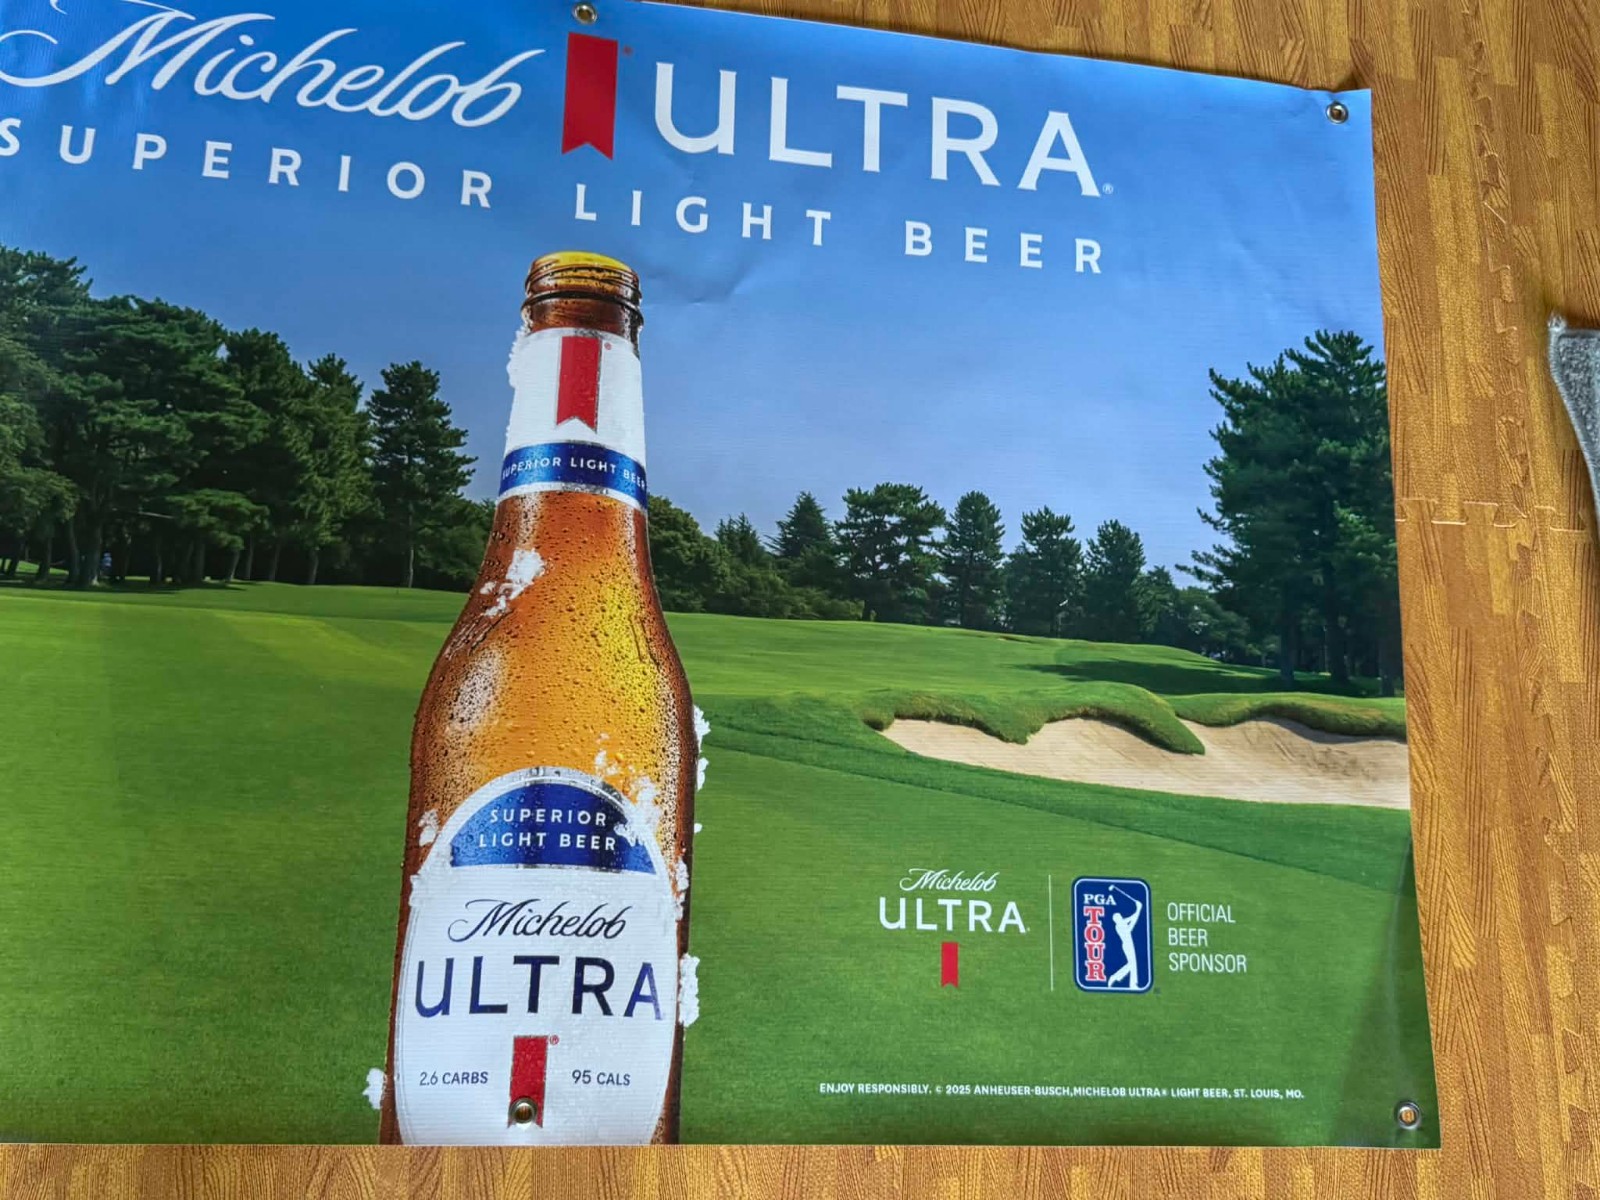 Michelob ULTRA®
SUPERIOR LIGHT BEER
SUPERIOR LIGHT BEER
SUPERIOR
LIGHT BEER
Michelob
ULTRA
2.6 CARBS 95 CALS
Michelob
ULTRA
PGA
TOUR
OFFICIAL
BEER
SPONSOR
ENJOY RESPONSIBLY. © 2025 ANHEUSER-BUSCH,MICHELOB ULTRA® LIGHT BEER, ST. LOUIS, MO.